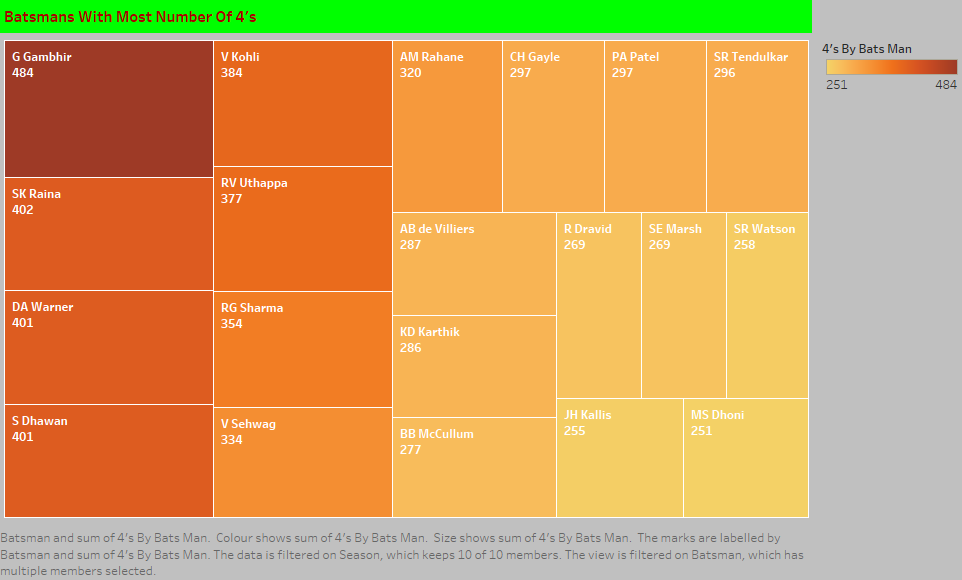 Batsmans With Most Number Of 4's
G Gambhir
484
SK Raina
402
DA Warner
401
S Dhawan
401
V Kohli
384
RV Uthappa
377
RG Sharma
354
V Sehwag
334
AM Rahane
320
CH Gayle
297
PA Patel
297
SR Tendulkar
296
AB de Villiers
287
KD Karthik
286
BB McCullum
277
R Dravid
269
SE Marsh
269
SR Watson
258
JH Kallis
255
MS Dhoni
251
4's By Bats Man
251 484
Batsman and sum of 4's By Bats Man. Colour shows sum of 4's By Bats Man. Size shows sum of 4's By Bats Man. The marks are labelled by
Batsman and sum of 4's By Bats Man. The data is filtered on Season, which keeps 10 of 10 members. The view is filtered on Batsman, which has
multiple members selected.